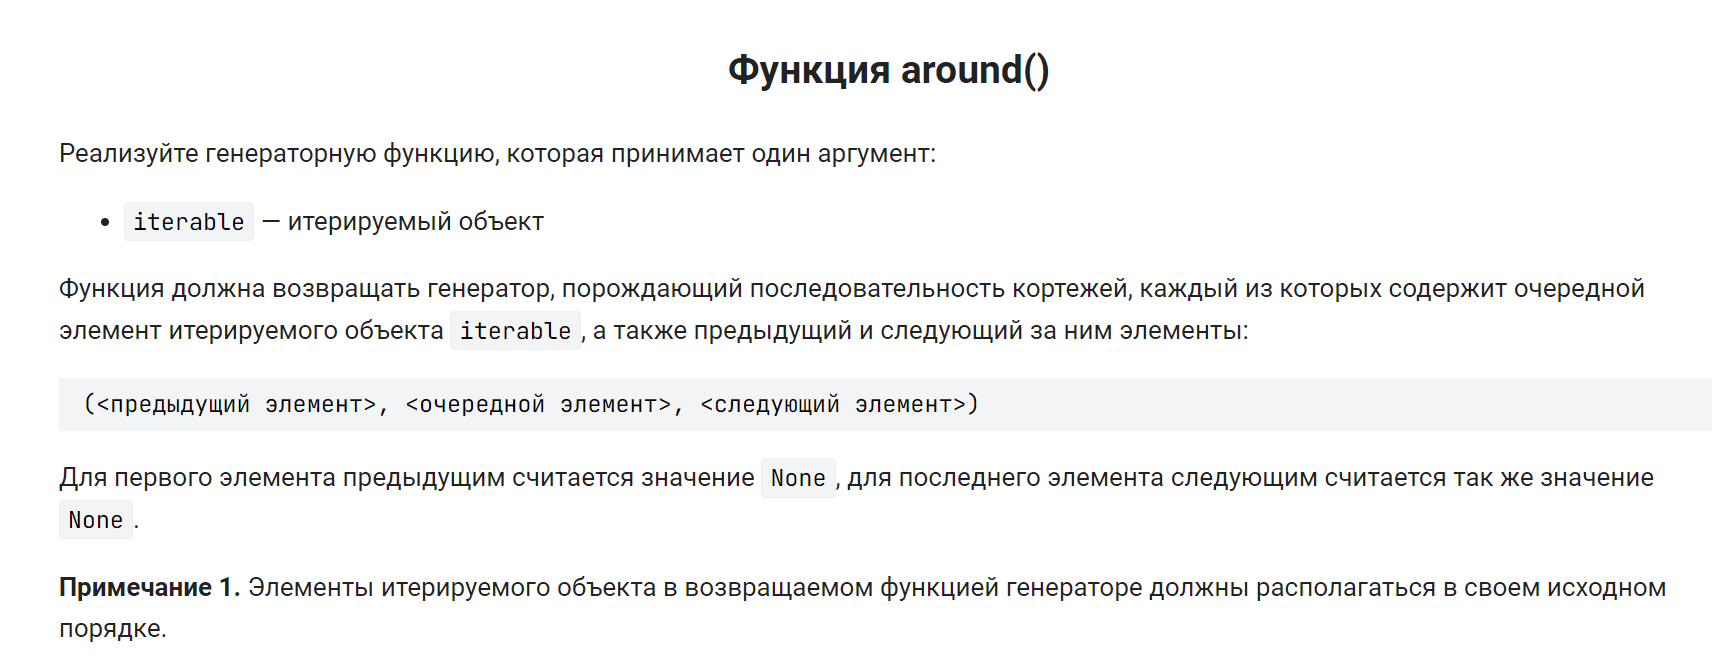 Функция around()
Реализуйте генераторную функцию, которая принимает один аргумент:
• iterable — итерируемый объект
Функция должна возвращать генератор, порождающий последовательность кортежей, каждый из которых содержит очередной
элемент итерируемого объекта iterable, а также предыдущий и следующий за ним элементы:
(<предыдущий элемент>, <очередной элемент>, <следующий элемент>)
Для первого элемента предыдущим считается значение None, для последнего элемента следующим считается так же значение
None.
Примечание 1. Элементы итерируемого объекта в возвращаемом функцией генераторе должны располагаться в своем исходном
порядке.